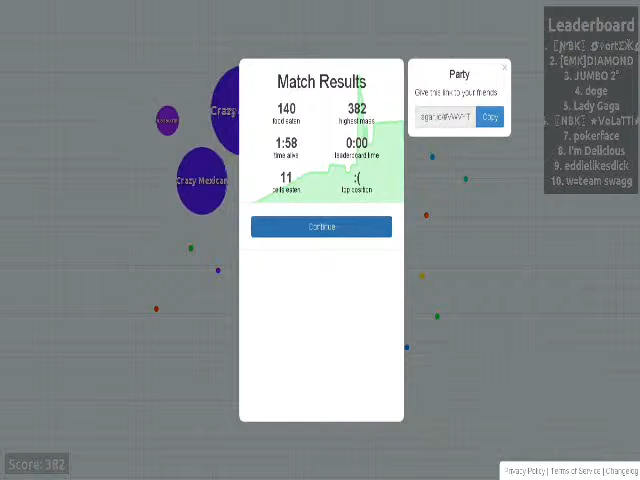 Leaderboard
2. [EMK]DIAMOND
3. JUMBO 2°
4. doge
5. Lady Gaga
7. pokerface
8. I'm Delicious
9. eddielikesdick
10. w=team swagg
Party
×
Give this link to your friends
Copy
Match Results
140
food eaten
382
highest mass
1:58
time alive
0:00
leaderboard time
11
cells eaten
:(
top position
Continue
Crazy
Crazy Mexican
Score: 382
Privacy Policy | Terms of Service | Changelog